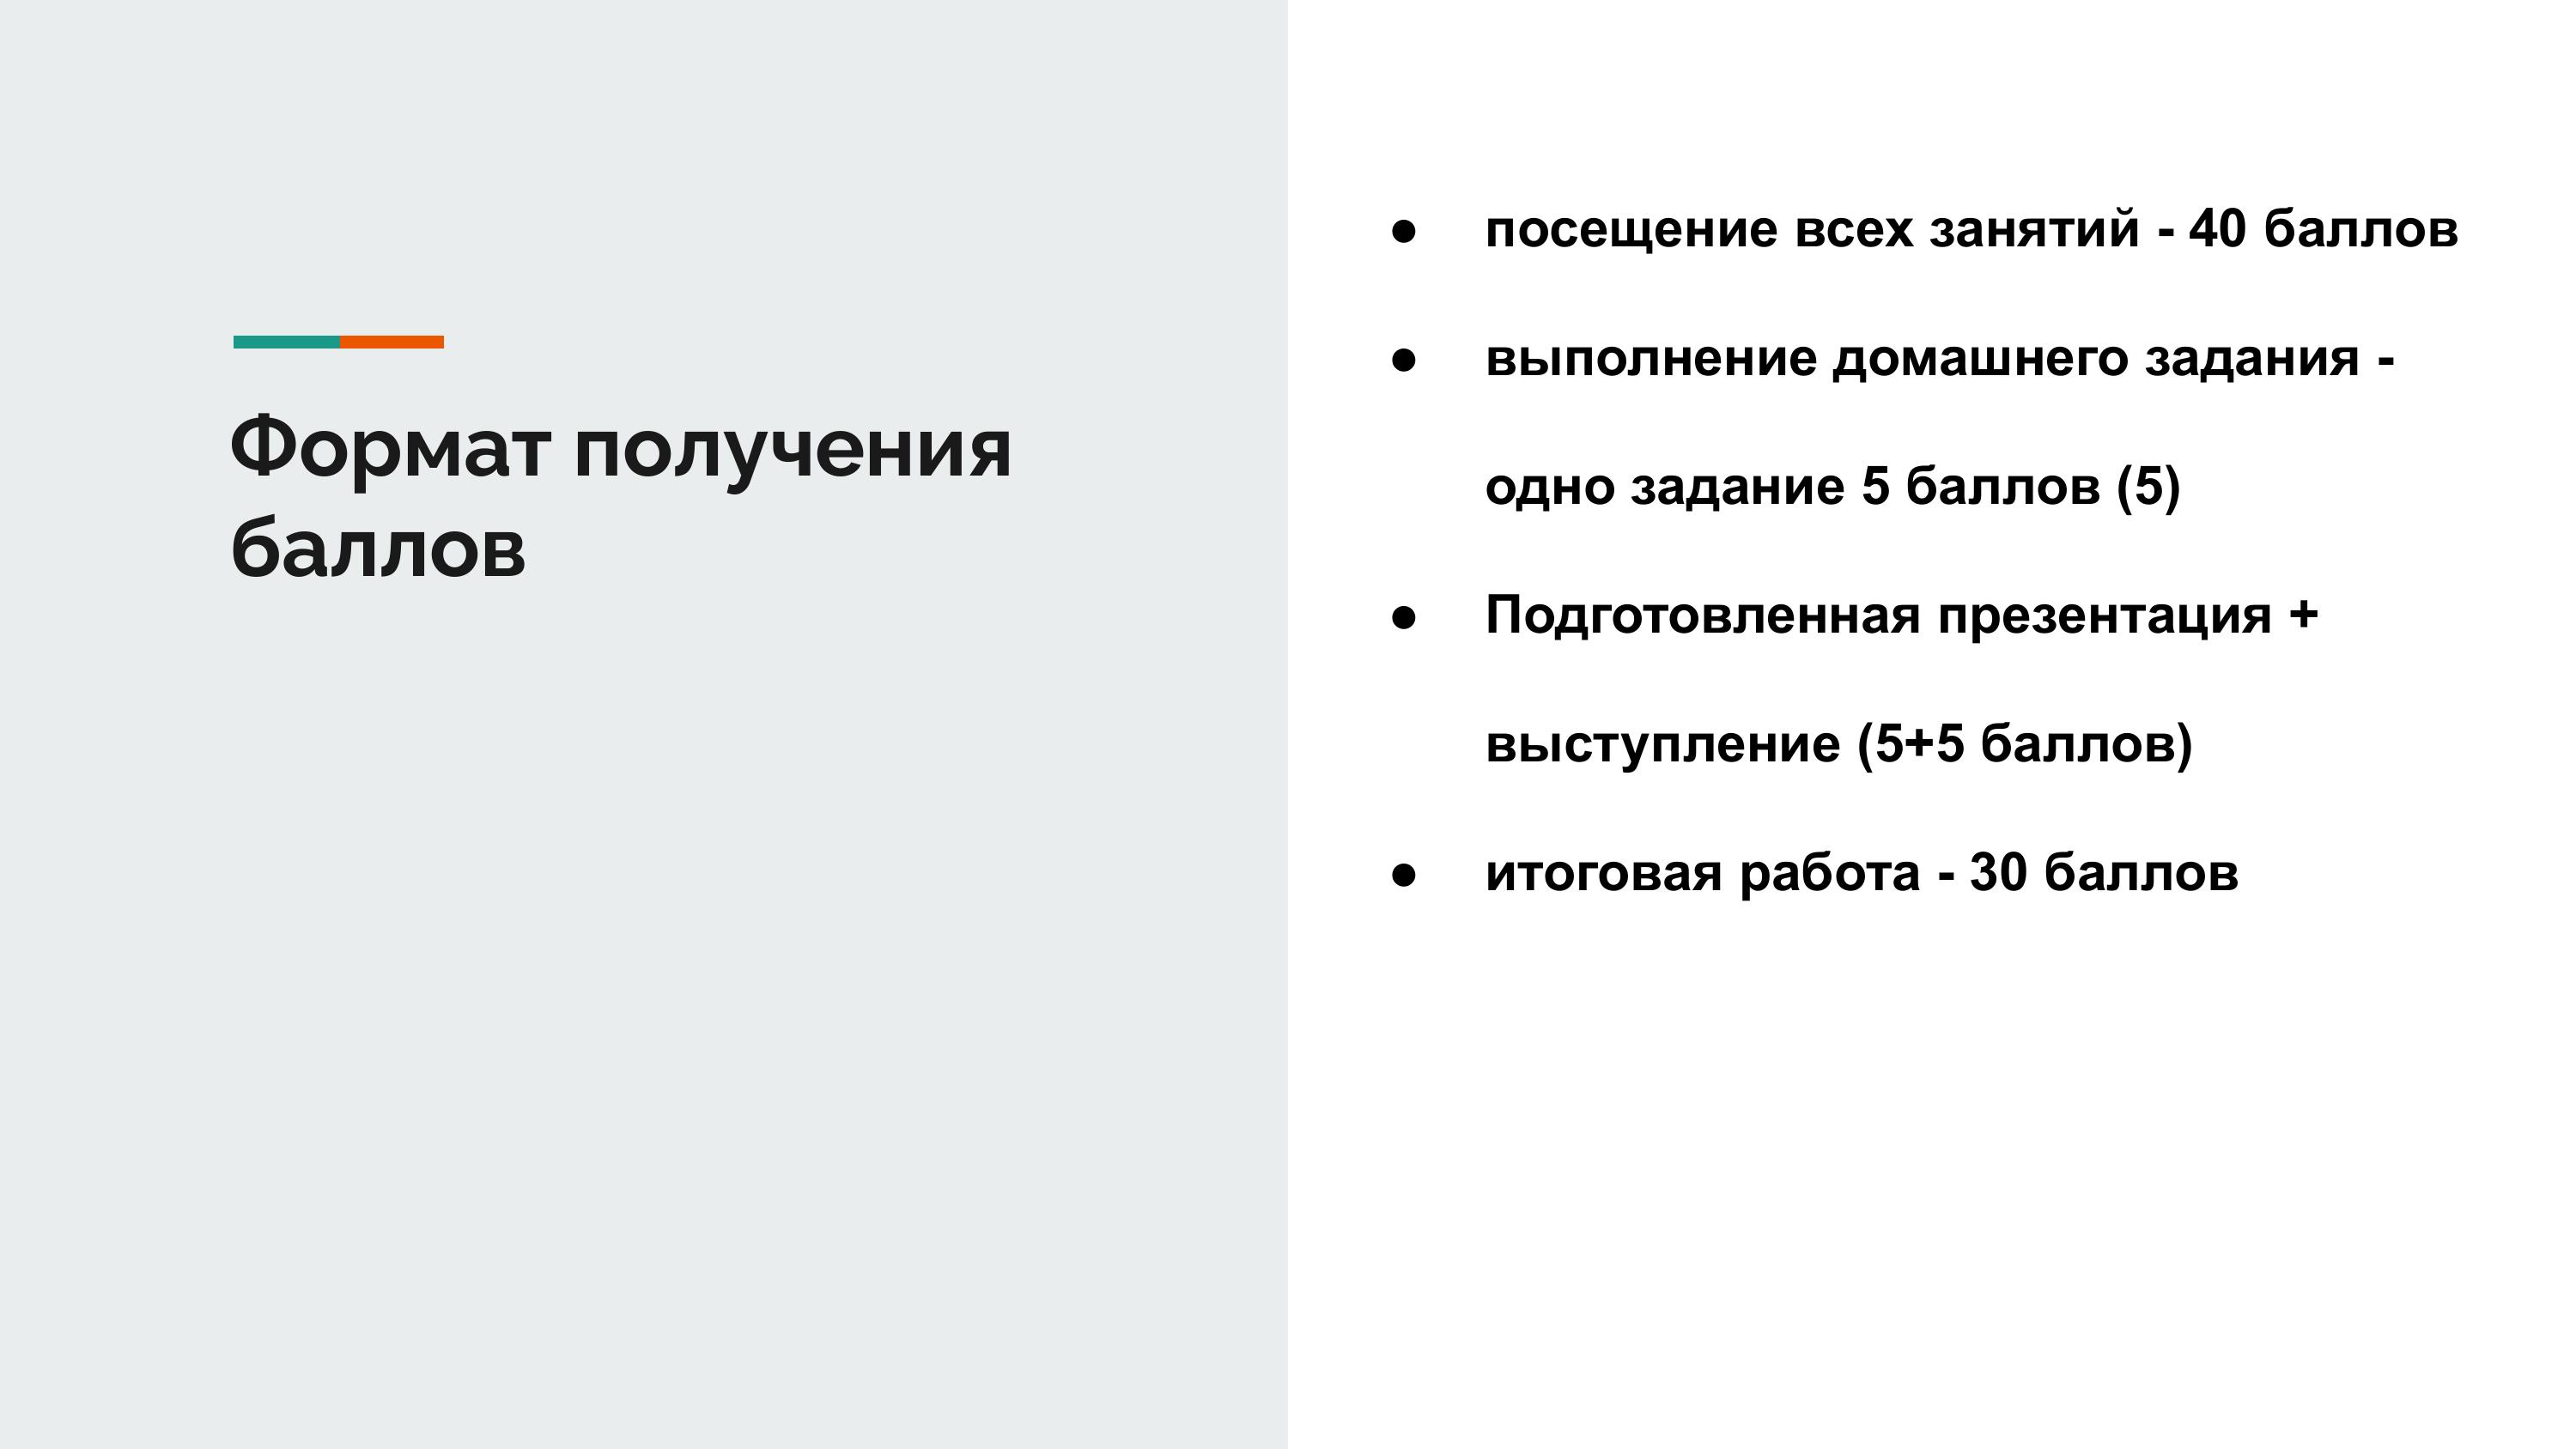 Формат получения
баллов
● посещение всех занятий - 40 баллов
● выполнение домашнего задания -
одно задание 5 баллов (5)
● Подготовленная презентация +
выступление (5+5 баллов)
● итоговая работа - 30 баллов